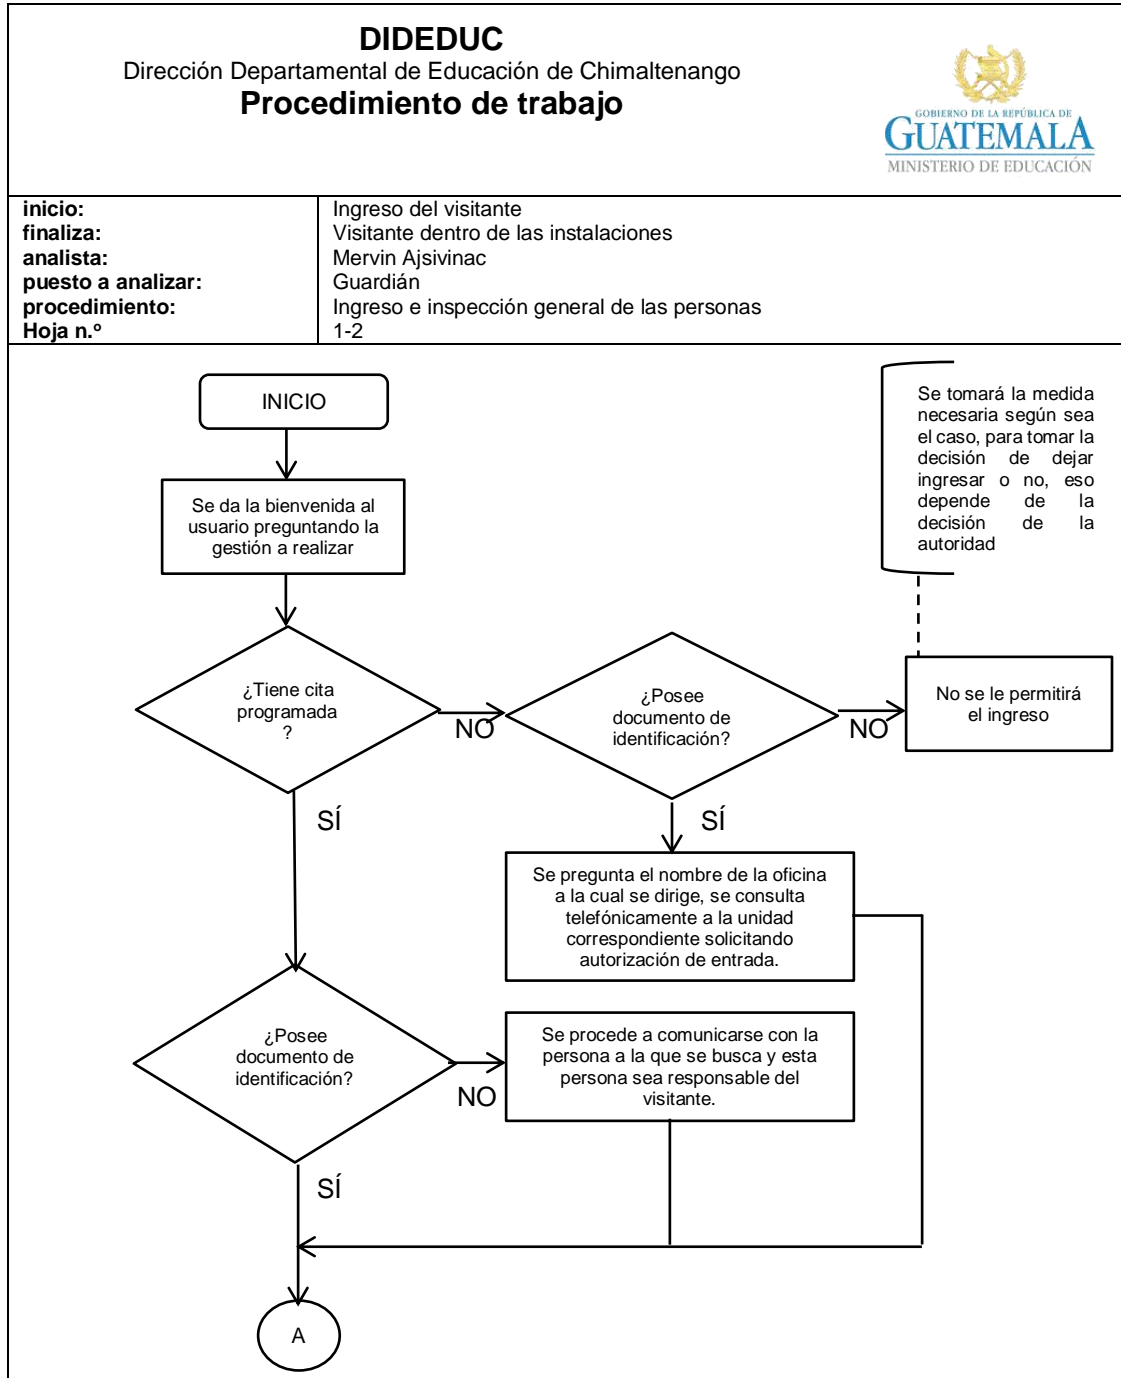 DIDEDUC
Dirección Departamental de Educación de Chimaltenango
Procedimiento de trabajo
GOBIERNO DE LA REPÚBLICA DE
GUATEMALA
MINISTERIO DE EDUCACIÓN
inicio: Ingreso del visitante
finaliza: Visitante dentro de las instalaciones
analista: Mervin Ajsivinac
puesto a analizar: Guardián
procedimiento: Ingreso e inspección general de las personas
Hoja n.º 1-2
INICIO
Se tomará la medida
necesaria según sea
el caso, para tomar la
decisión de dejar
ingresar o no, eso
depende de la
decisión de la
autoridad
Se da la bienvenida al
usuario preguntando la
gestión a realizar
¿Tiene cita
programada
?
NO
¿Posee
documento de
identificación?
NO
No se le permitirá
el ingreso
SÍ
SÍ
Se pregunta el nombre de la oficina
a la cual se dirige, se consulta
telefónicamente a la unidad
correspondiente solicitando
autorización de entrada.
¿Posee
documento de
identificación?
NO
Se procede a comunicarse con la
persona a la que se busca y esta
persona sea responsable del
visitante.
SÍ
A